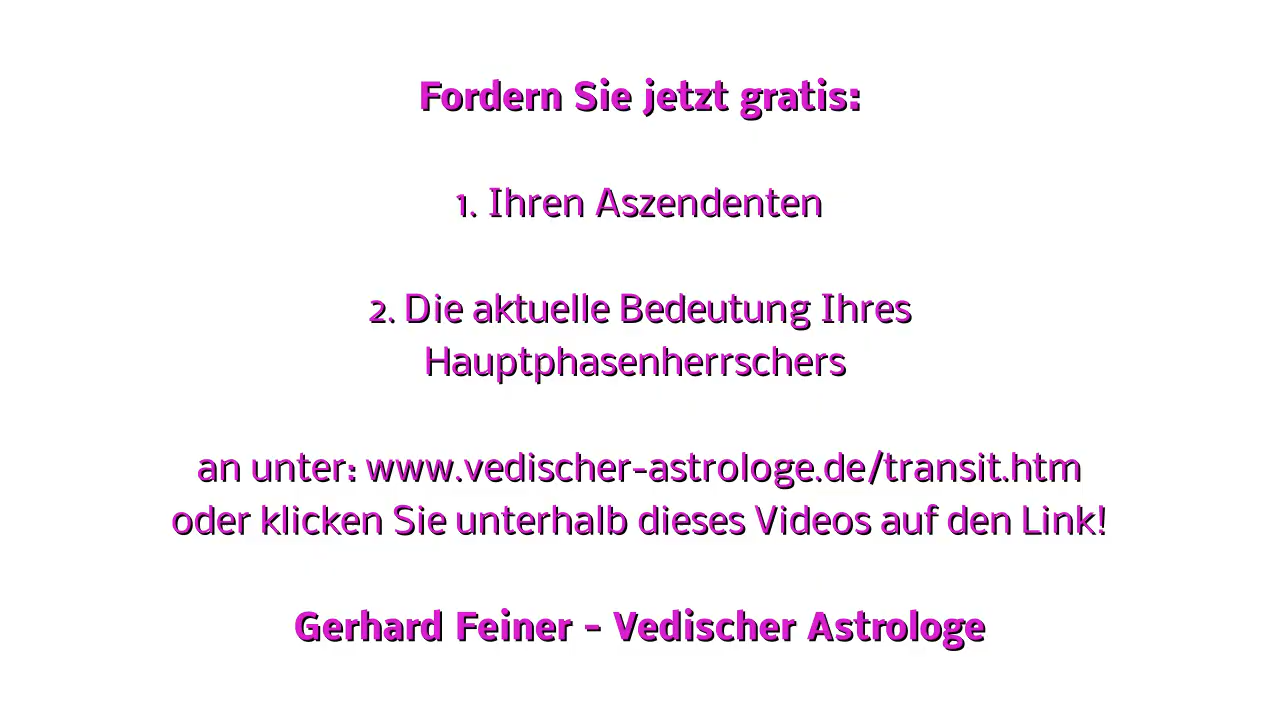 Fordern Sie jetzt gratis:
1. Ihren Aszendenten
2. Die aktuelle Bedeutung Ihres
Hauptphasenherrschers
an unter: www.vedischer-astrologe.de/transit.htm
oder klicken Sie unterhalb dieses Videos auf den Link!
Gerhard Feiner - Vedischer Astrologe